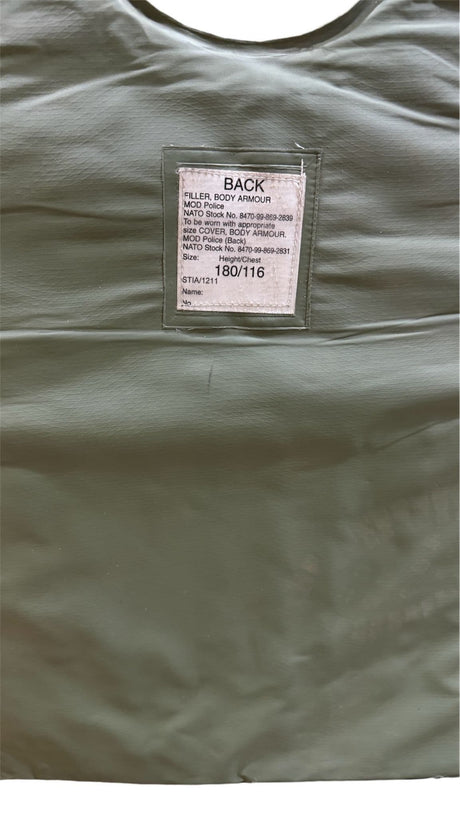 BACK
FILLER, BODY ARMOUR
MOD Police
NATO Stock No. 8470-99-869-2839
To be worn with appropriate
size COVER, BODY ARMOUR.
MOD Police (Back)
NATO Stock No. 8470-99-869-2831
Size: Height/Chest
180/116
STIA/1211
Name:
No.